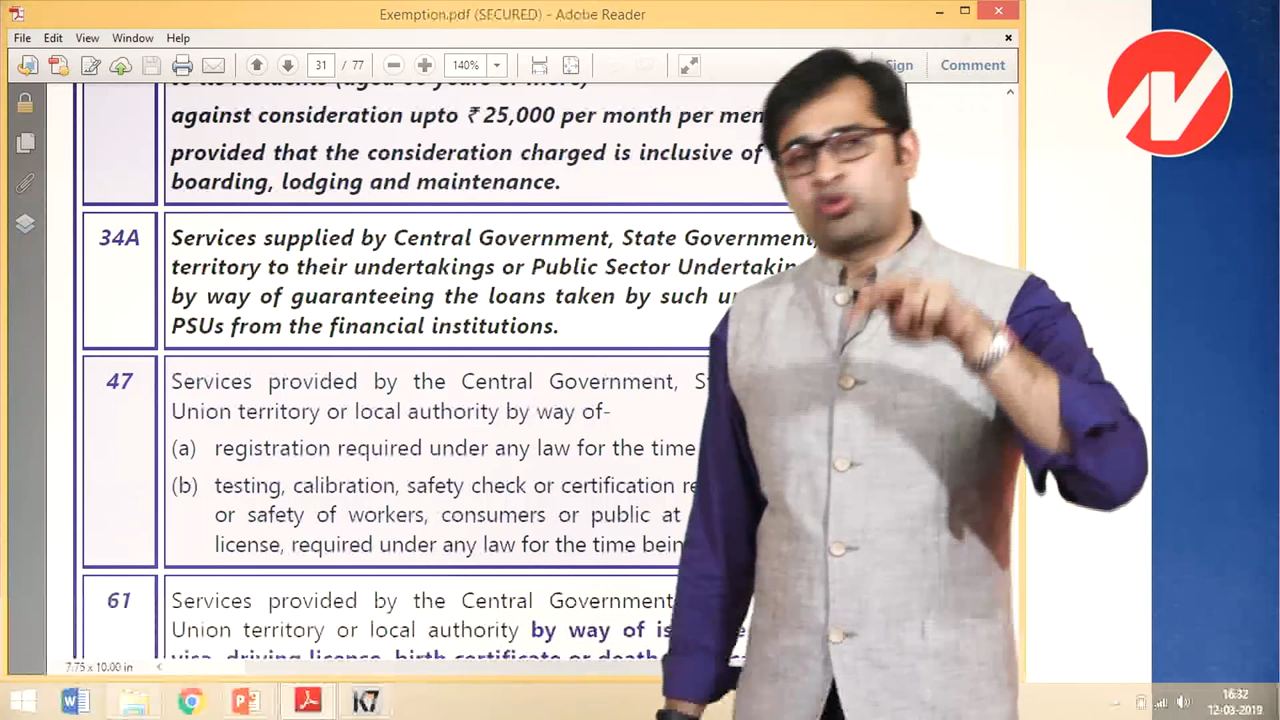 Exemption.pdf (SECURED) - Adobe Reader
File Edit View Window Help
31 / 77 140% Sign Comment
against consideration upto ₹ 25,000 per month per
provided that the consideration charged is inclusive of
boarding, lodging and maintenance.
34A
Services supplied by Central Government, State Government,
territory to their undertakings or Public Sector
by way of guaranteeing the loans taken by such
PSUs from the financial institutions.
47
Services provided by the Central Government,
Union territory or local authority by way of-
(a) registration required under any law for the time
(b) testing, calibration, safety check or certification
or safety of workers, consumers or public at
license, required under any law for the time
61
Services provided by the Central Government
Union territory or local authority by way of
visa, driving licence, birth certificate or
7.75 x 10.00 in
16:32
12-03-2019